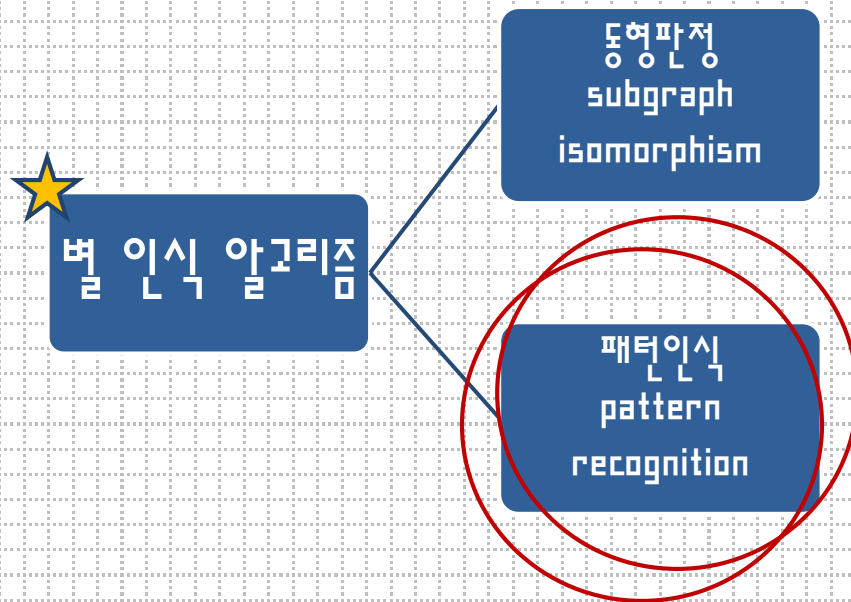 동형판정
subgraph
isomorphism
별 인식 알고리즘
패턴인식
pattern
recognition